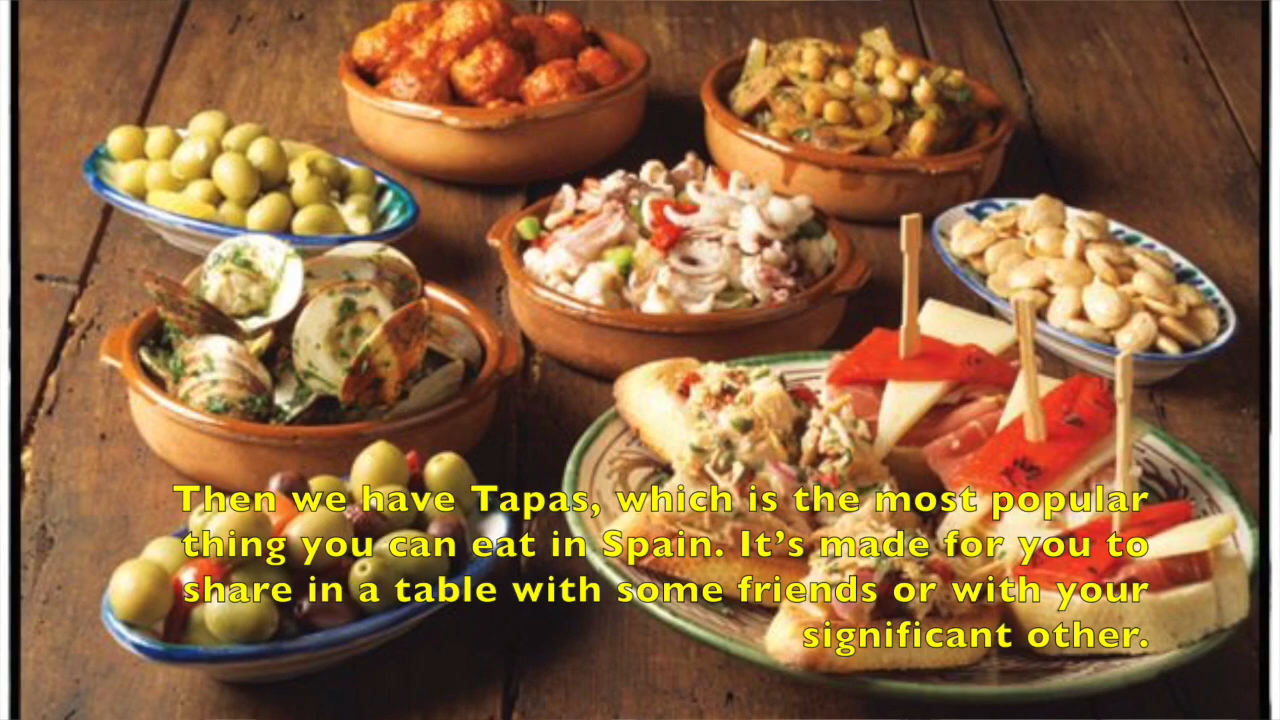 Then we have Tapas, which is the most popular
thing you can eat in Spain. It’s made for you to
share in a table with some friends or with your
significant other.